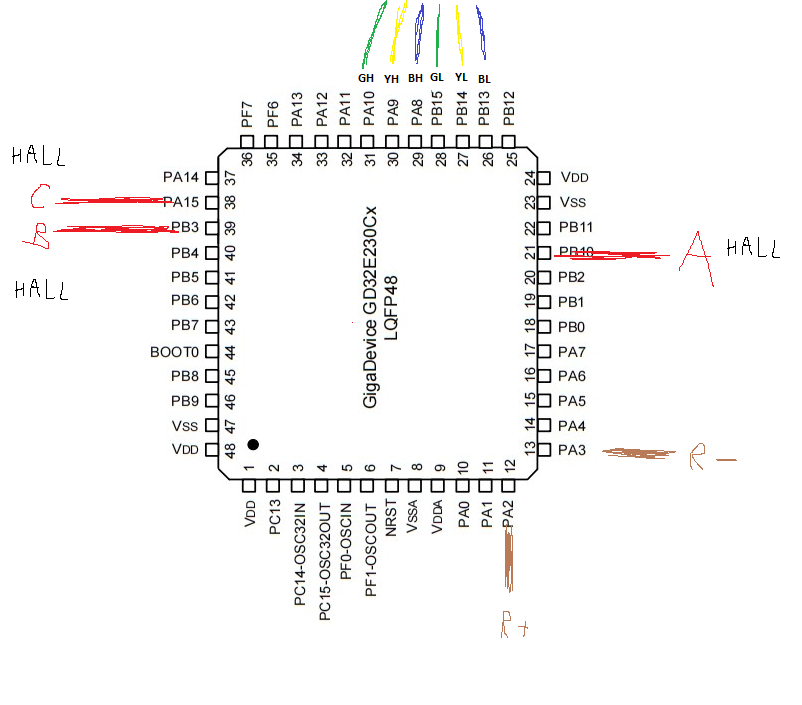 GH YH BH GL YL BL
PF7 PF6 PA13 PA12 PA11 PA10 PA9 PA8 PB15 PB14 PB13 PB12
36 35 34 33 32 31 30 29 28 27 26 25
HALL
PA14 37
C PA15 38
B PB3 39
PB4 40
HALL
PB5 41
PB6 42
PB7 43
BOOT0 44
PB8 45
PB9 46
VSS 47
VDD 48
GigaDevice GD32E230Cx
LQFP48
24 VDD
23 VSS
22 PB11
21 PB10 A HALL
20 PB2
19 PB1
18 PB0
17 PA7
16 PA6
15 PA5
14 PA4
13 PA3 R -
1 2 3 4 5 6 7 8 9 10 11 12
VDD PC13 PC14-OSC32IN PC15-OSC32OUT PF0-OSCIN PF1-OSCOUT NRST VSSA VDDA PA0 PA1 PA2
R +